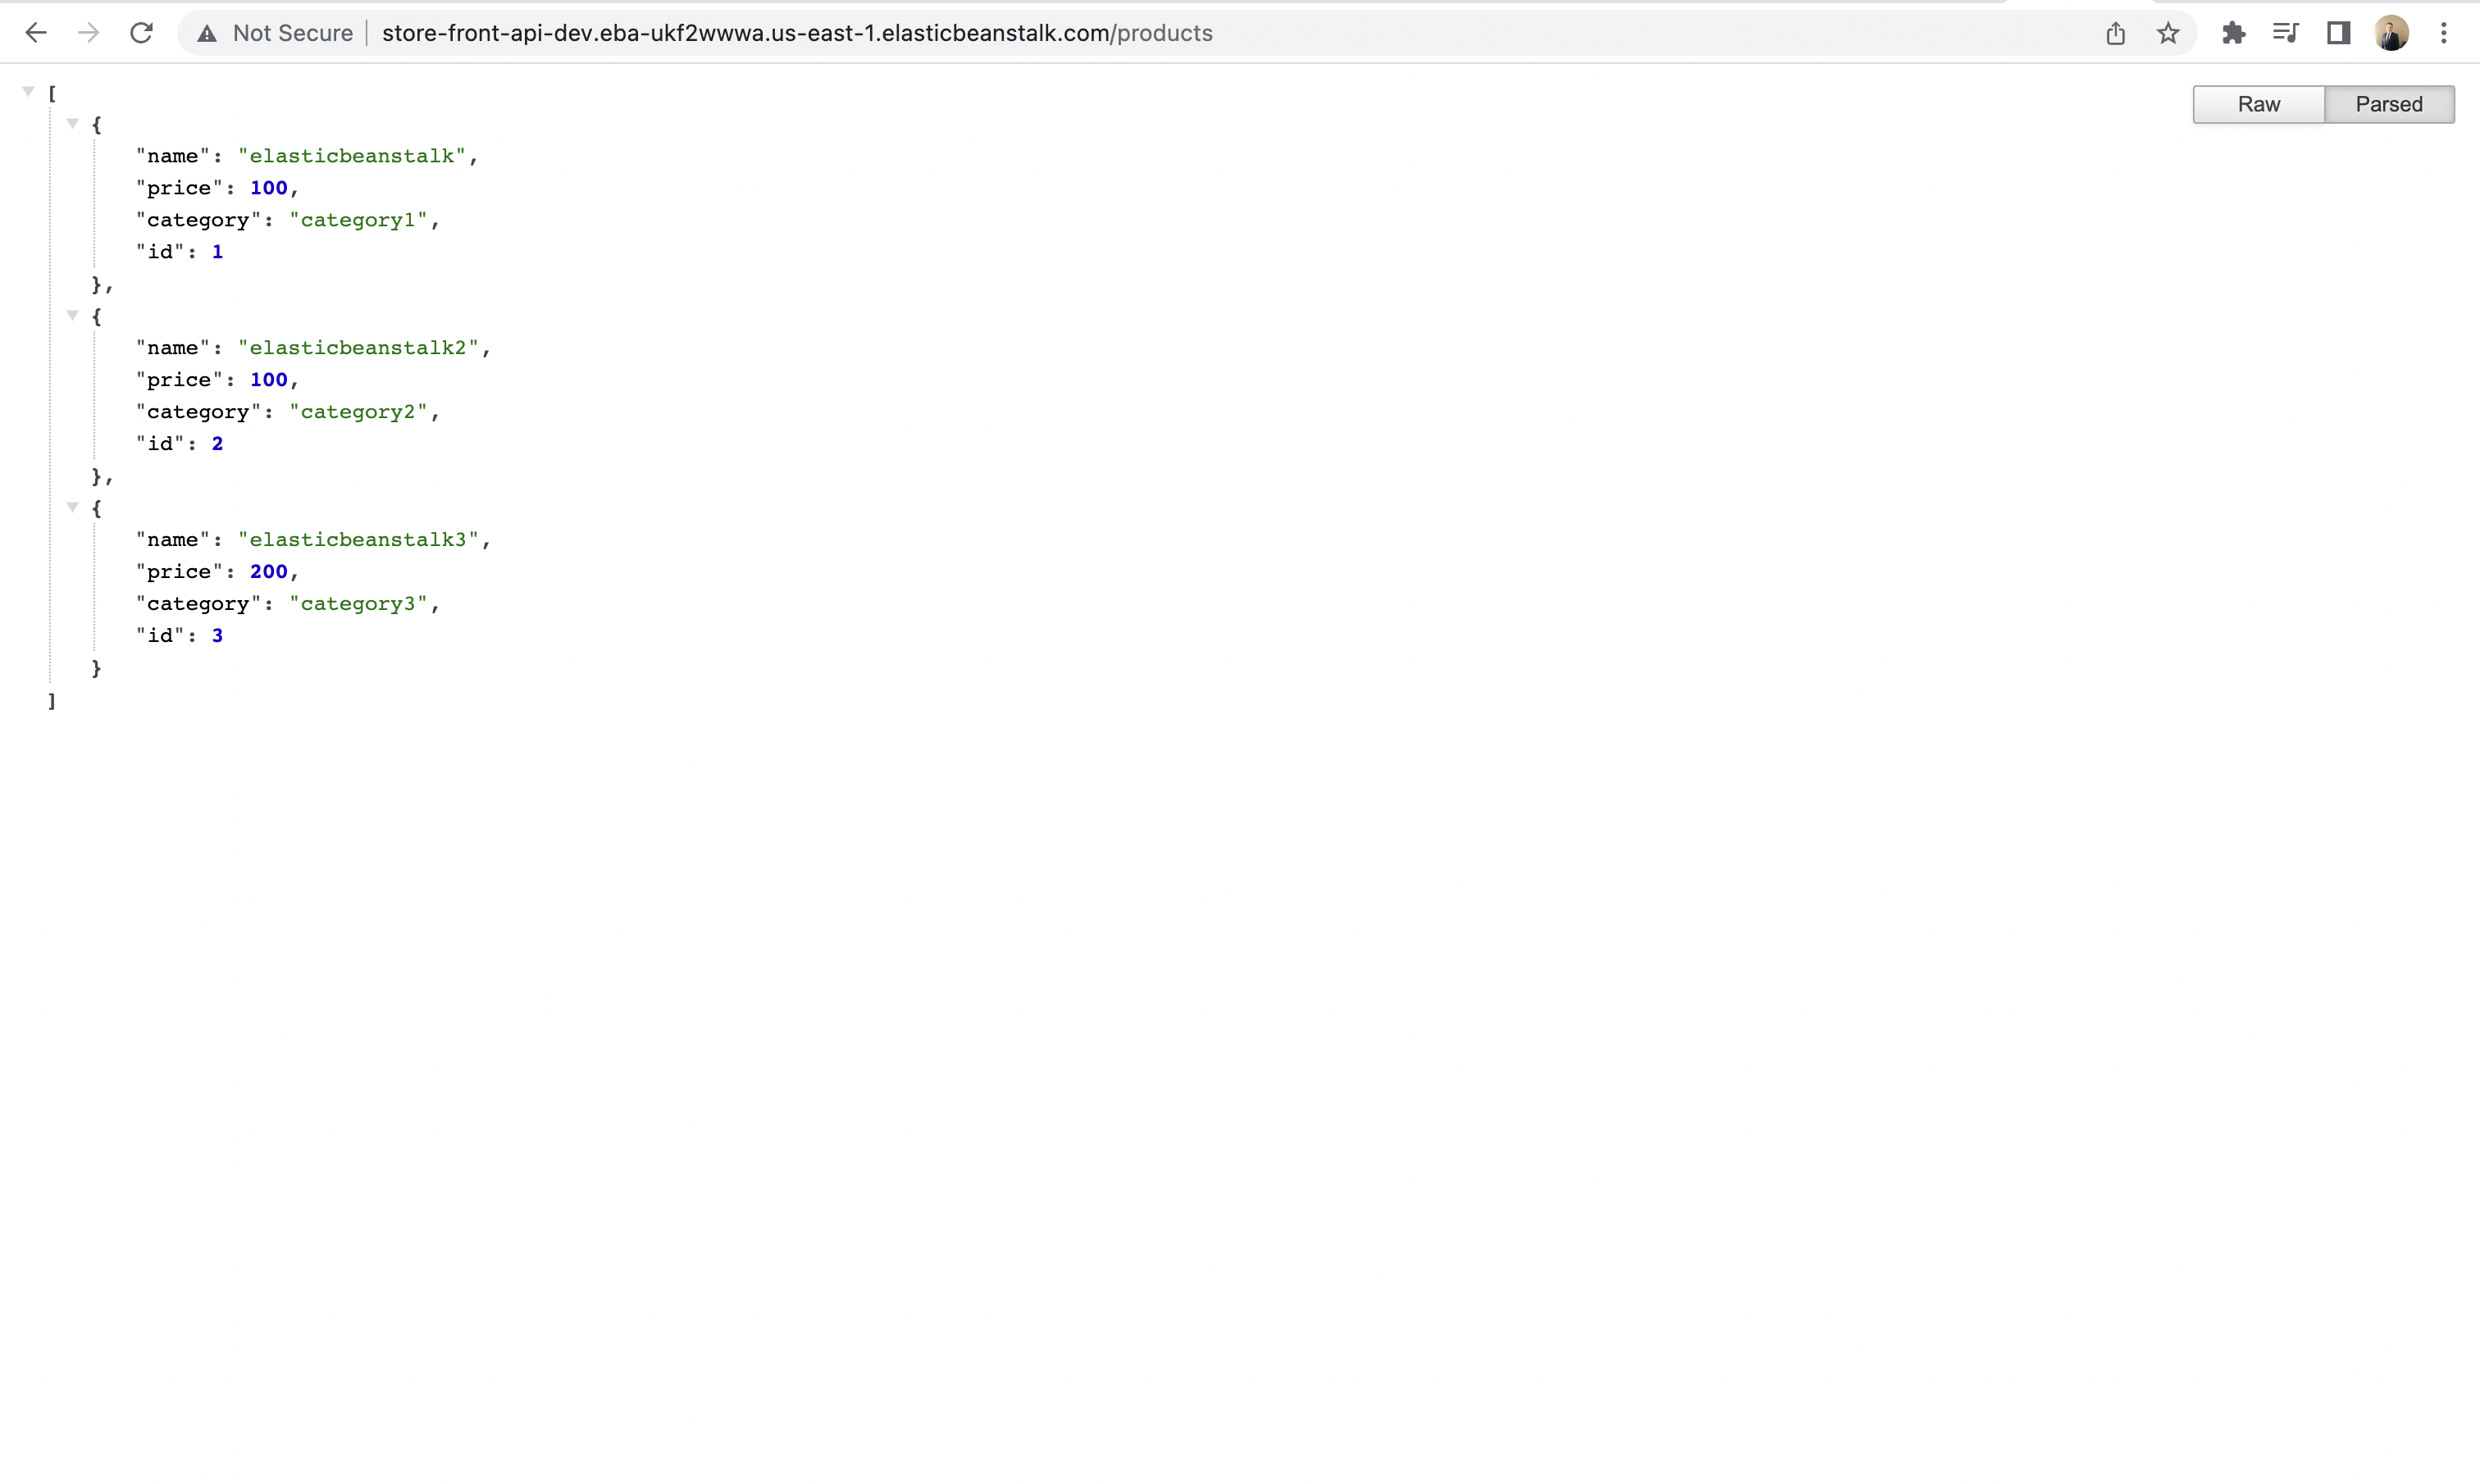 Not Secure store-front-api-dev.eba-ukf2wwwa.us-east-1.elasticbeanstalk.com/products
Raw Parsed
[
{
"name": "elasticbeanstalk",
"price": 100,
"category": "category1",
"id": 1
},
{
"name": "elasticbeanstalk2",
"price": 100,
"category": "category2",
"id": 2
},
{
"name": "elasticbeanstalk3",
"price": 200,
"category": "category3",
"id": 3
}
]